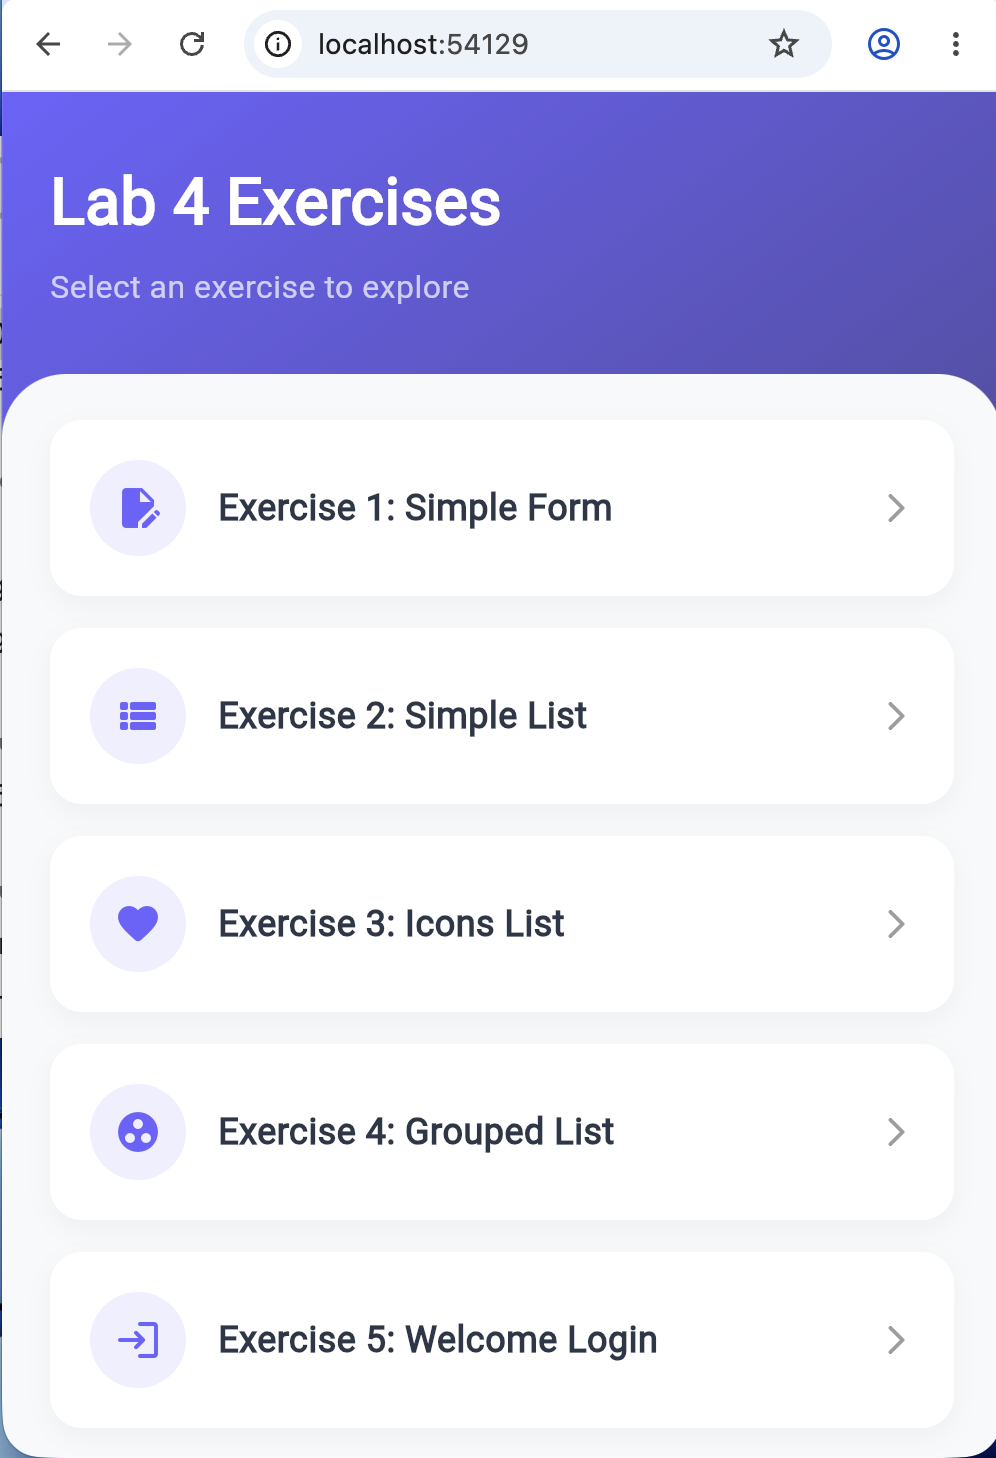 localhost:54129
Lab 4 Exercises
Select an exercise to explore
Exercise 1: Simple Form
Exercise 2: Simple List
Exercise 3: Icons List
Exercise 4: Grouped List
Exercise 5: Welcome Login